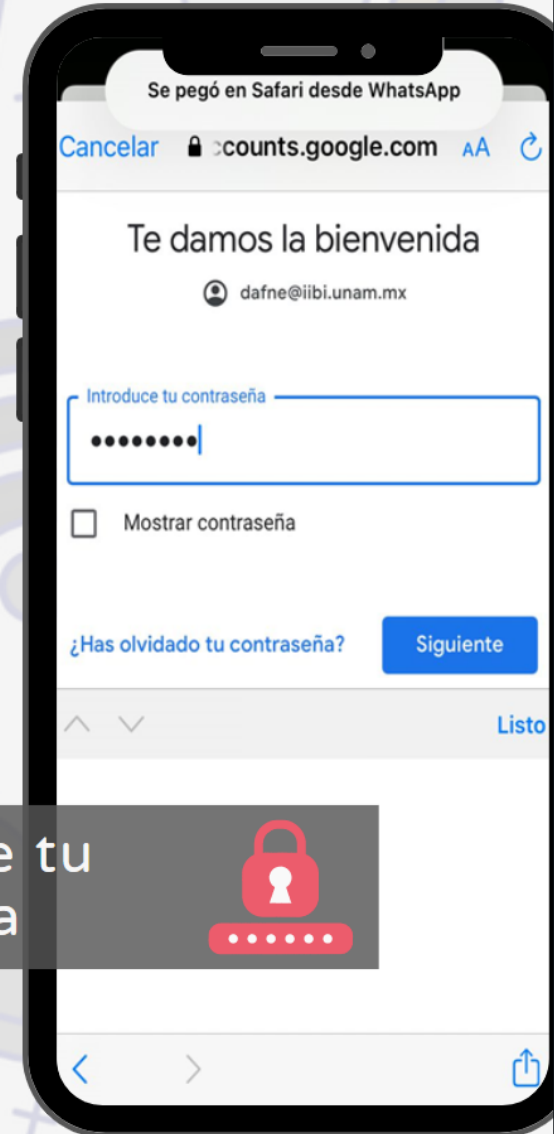 Se pegó en Safari desde WhatsApp
Cancelar ccounts.google.com AA
Te damos la bienvenida
dafne@iibi.unam.mx
Introduce tu contraseña
••••••••
Mostrar contraseña
¿Has olvidado tu contraseña? Siguiente
Listo
e tu
a